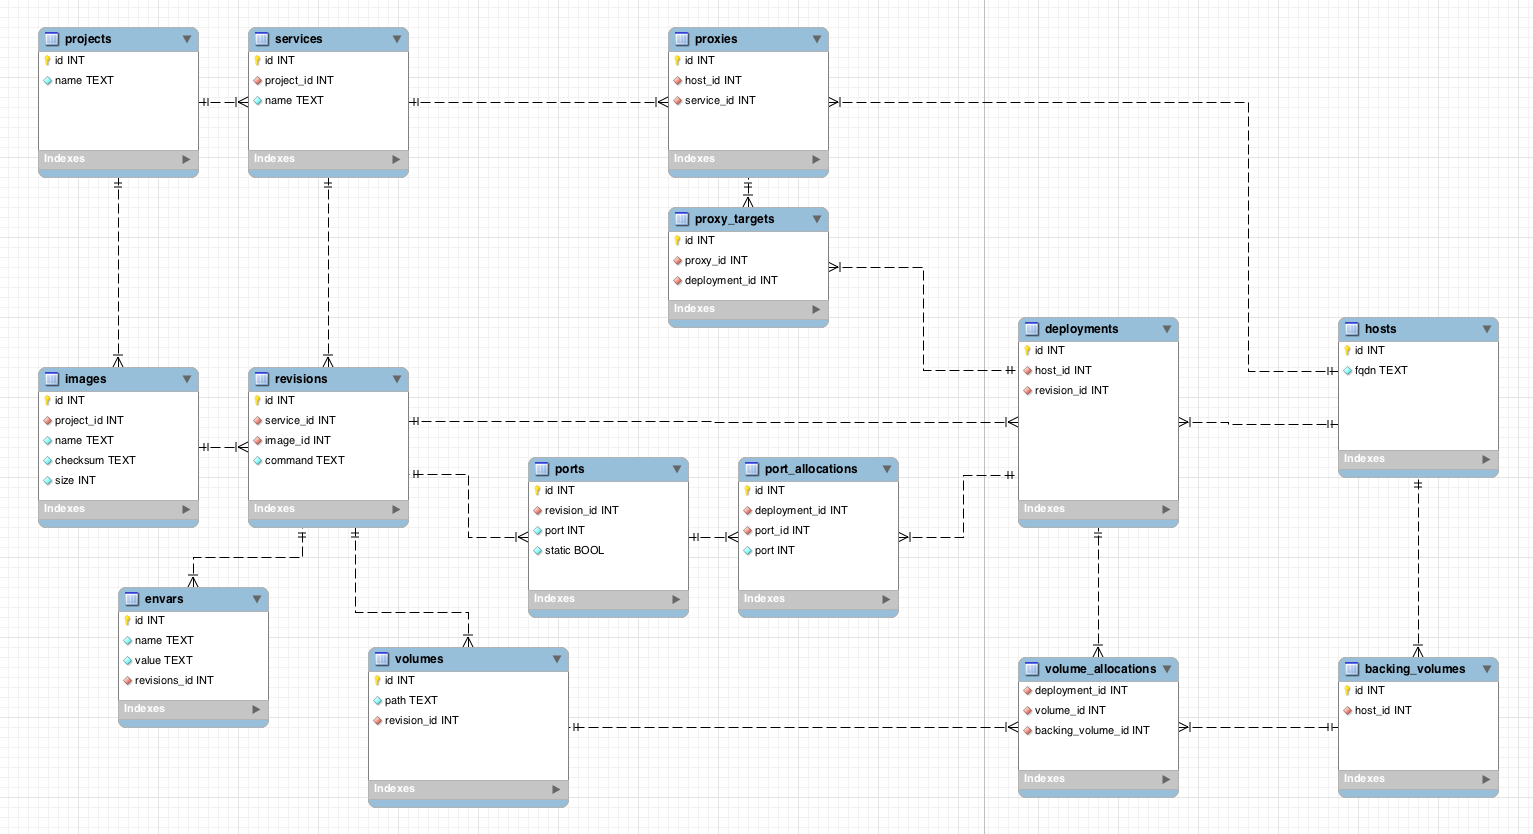 projects
id INT
name TEXT
Indexes
services
id INT
project_id INT
name TEXT
Indexes
proxies
id INT
host_id INT
service_id INT
Indexes
proxy_targets
id INT
proxy_id INT
deployment_id INT
Indexes
deployments
id INT
host_id INT
revision_id INT
Indexes
hosts
id INT
fqdn TEXT
Indexes
images
id INT
project_id INT
name TEXT
checksum TEXT
size INT
Indexes
revisions
id INT
service_id INT
image_id INT
command TEXT
Indexes
ports
id INT
revision_id INT
port INT
static BOOL
Indexes
port_allocations
id INT
deployment_id INT
port_id INT
port INT
Indexes
envars
id INT
name TEXT
value TEXT
revisions_id INT
Indexes
volumes
id INT
path TEXT
revision_id INT
Indexes
volume_allocations
deployment_id INT
volume_id INT
backing_volume_id INT
Indexes
backing_volumes
id INT
host_id INT
Indexes